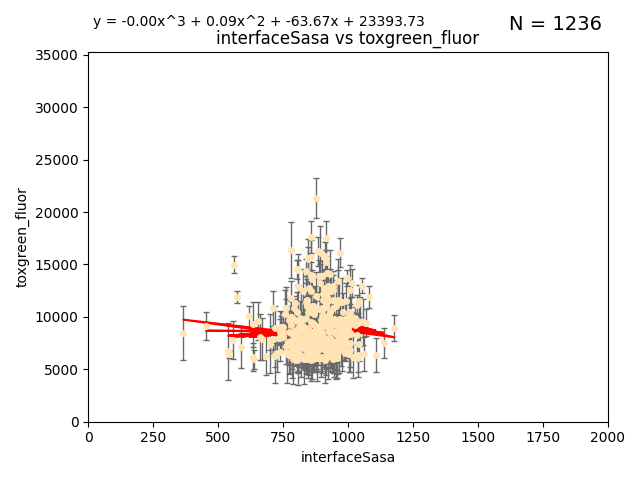 y = -0.00x^3 + 0.09x^2 + -63.67x + 23393.73
N = 1236
interfaceSasa vs toxgreen_fluor
35000
30000
25000
20000
15000
10000
5000
0
toxgreen_fluor
0 250 500 750 1000 1250 1500 1750 2000
interfaceSasa